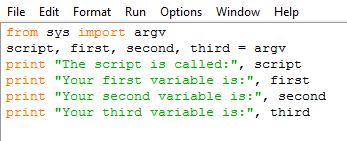 File Edit Format Run Options Window Help
from sys import argv
script, first, second, third = argv
print "The script is called:", script
print "Your first variable is:", first
print "Your second variable is:", second
print "Your third variable is:", third